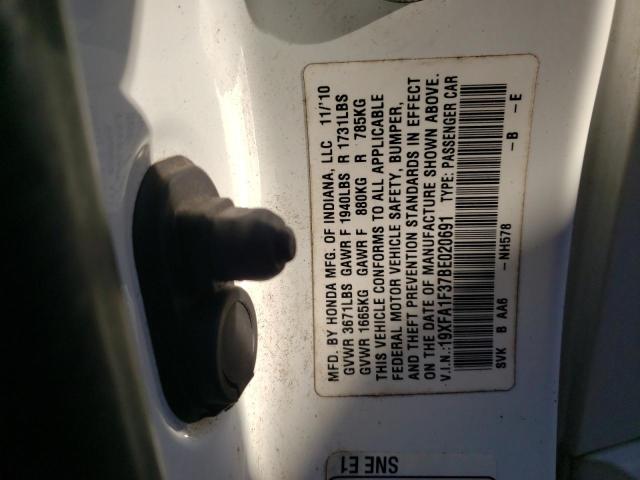 MFD. BY HONDA MFG. OF INDIANA, LLC 11/'10
GVWR 3671LBS GAWR F 1940LBS R 1731LBS
GVWR 1665KG GAWR F 880KG R 785KG
THIS VEHICLE CONFORMS TO ALL APPLICABLE
FEDERAL MOTOR VEHICLE SAFETY, BUMPER,
AND THEFT PREVENTION STANDARDS IN EFFECT
ON THE DATE OF MANUFACTURE SHOWN ABOVE.
V.I.N.:19XFA1F37BE020691 TYPE: PASSENGER CAR
SVK B AA6 -NH578 -B -E
SNE E1